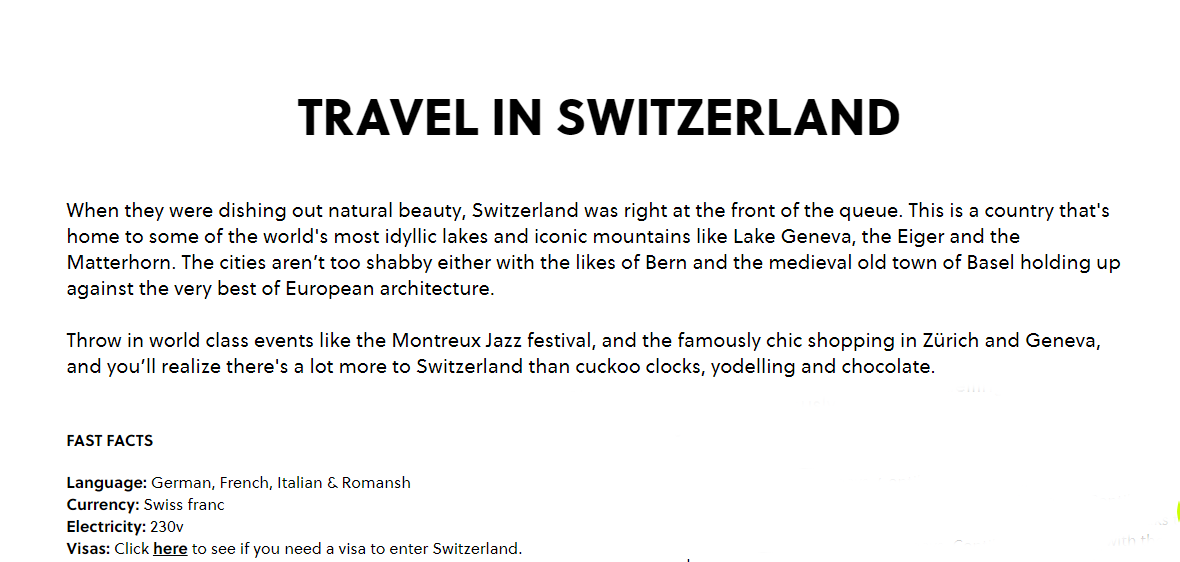 TRAVEL IN SWITZERLAND
When they were dishing out natural beauty, Switzerland was right at the front of the queue. This is a country that's
home to some of the world's most idyllic lakes and iconic mountains like Lake Geneva, the Eiger and the
Matterhorn. The cities aren’t too shabby either with the likes of Bern and the medieval old town of Basel holding up
against the very best of European architecture.
Throw in world class events like the Montreux Jazz festival, and the famously chic shopping in Zürich and Geneva,
and you’ll realize there's a lot more to Switzerland than cuckoo clocks, yodelling and chocolate.
FAST FACTS
Language: German, French, Italian & Romansh
Currency: Swiss franc
Electricity: 230v
Visas: Click here to see if you need a visa to enter Switzerland.